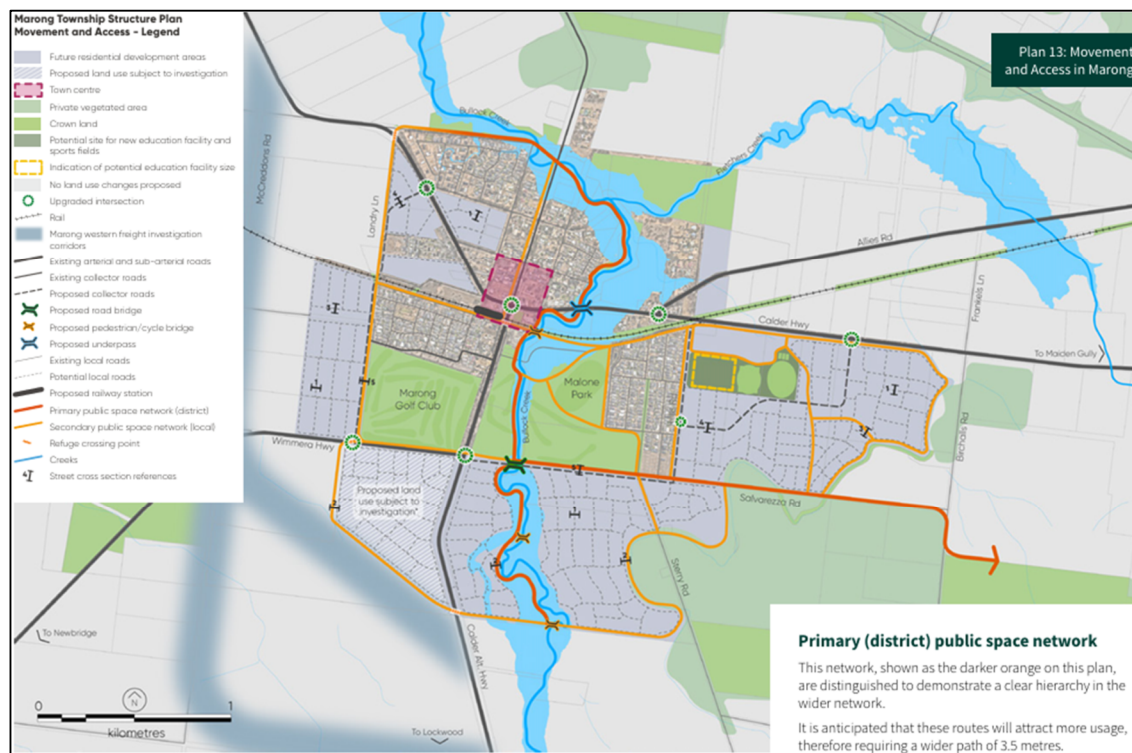 Marong Township Structure Plan
Movement and Access - Legend
Future residential development areas
Proposed land use subject to investigation
Town centre
Private vegetated area
Crown land
Potential site for new education facility and
sports fields
Indication of potential education facility size
No land use changes proposed
Upgraded intersection
Rail
Marong western freight investigation
corridors
Existing arterial and sub-arterial roads
Existing collector roads
Proposed collector roads
Proposed road bridge
Proposed pedestrian/cycle bridge
Proposed underpass
Existing local roads
Potential local roads
Proposed railway station
Primary public space network (district)
Secondary public space network (local)
Refuge crossing point
Creeks
Street cross section references
Plan 13: Movement
and Access in Marong
Bullock Creek
McCreddons Rd
Fletchers Creek
Landry Ln
Allies Rd
Frankels Ln
Calder Hwy
To Maiden Gully
Marong
Golf Club
Malone
Park
Bullock Creek
Birchalls Rd
Wimmera Hwy
Proposed land
use subject to
investigation*
Salvarezza Rd
Sherry Rd
To Newbridge
Calder Alt. Hwy
N
0
1
kilometres
To Lockwood
Primary (district) public space network
This network, shown as the darker orange on this plan,
are distinguished to demonstrate a clear hierarchy in the
wider network.
It is anticipated that these routes will attract more usage,
therefore requiring a wider path of 3.5 metres.